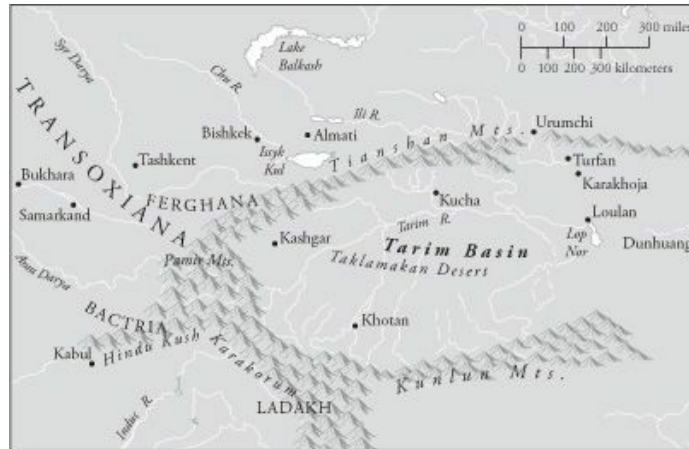 0 100 200 300 miles
0 100 200 300 kilometers
Lake
Balkash
Syr Darya
Chu R.
Ili R.
TRANSOXIANA
Bishkek
Almati
Urumchi
Issyk
Kul
Tianshan Mts.
Tashkent
Turfan
Bukhara
Karakhoja
FERGHANA
Kucha
Samarkand
Loulan
Tarim R.
Kashgar
Tarim Basin
Lop
Nor
Dunhuang
Pamir Mts.
Taklamakan Desert
Amu Darya
BACTRIA
Khotan
Kabul
Hindu Kush
Karakorum
Kunlun Mts.
LADAKH
Indus R.